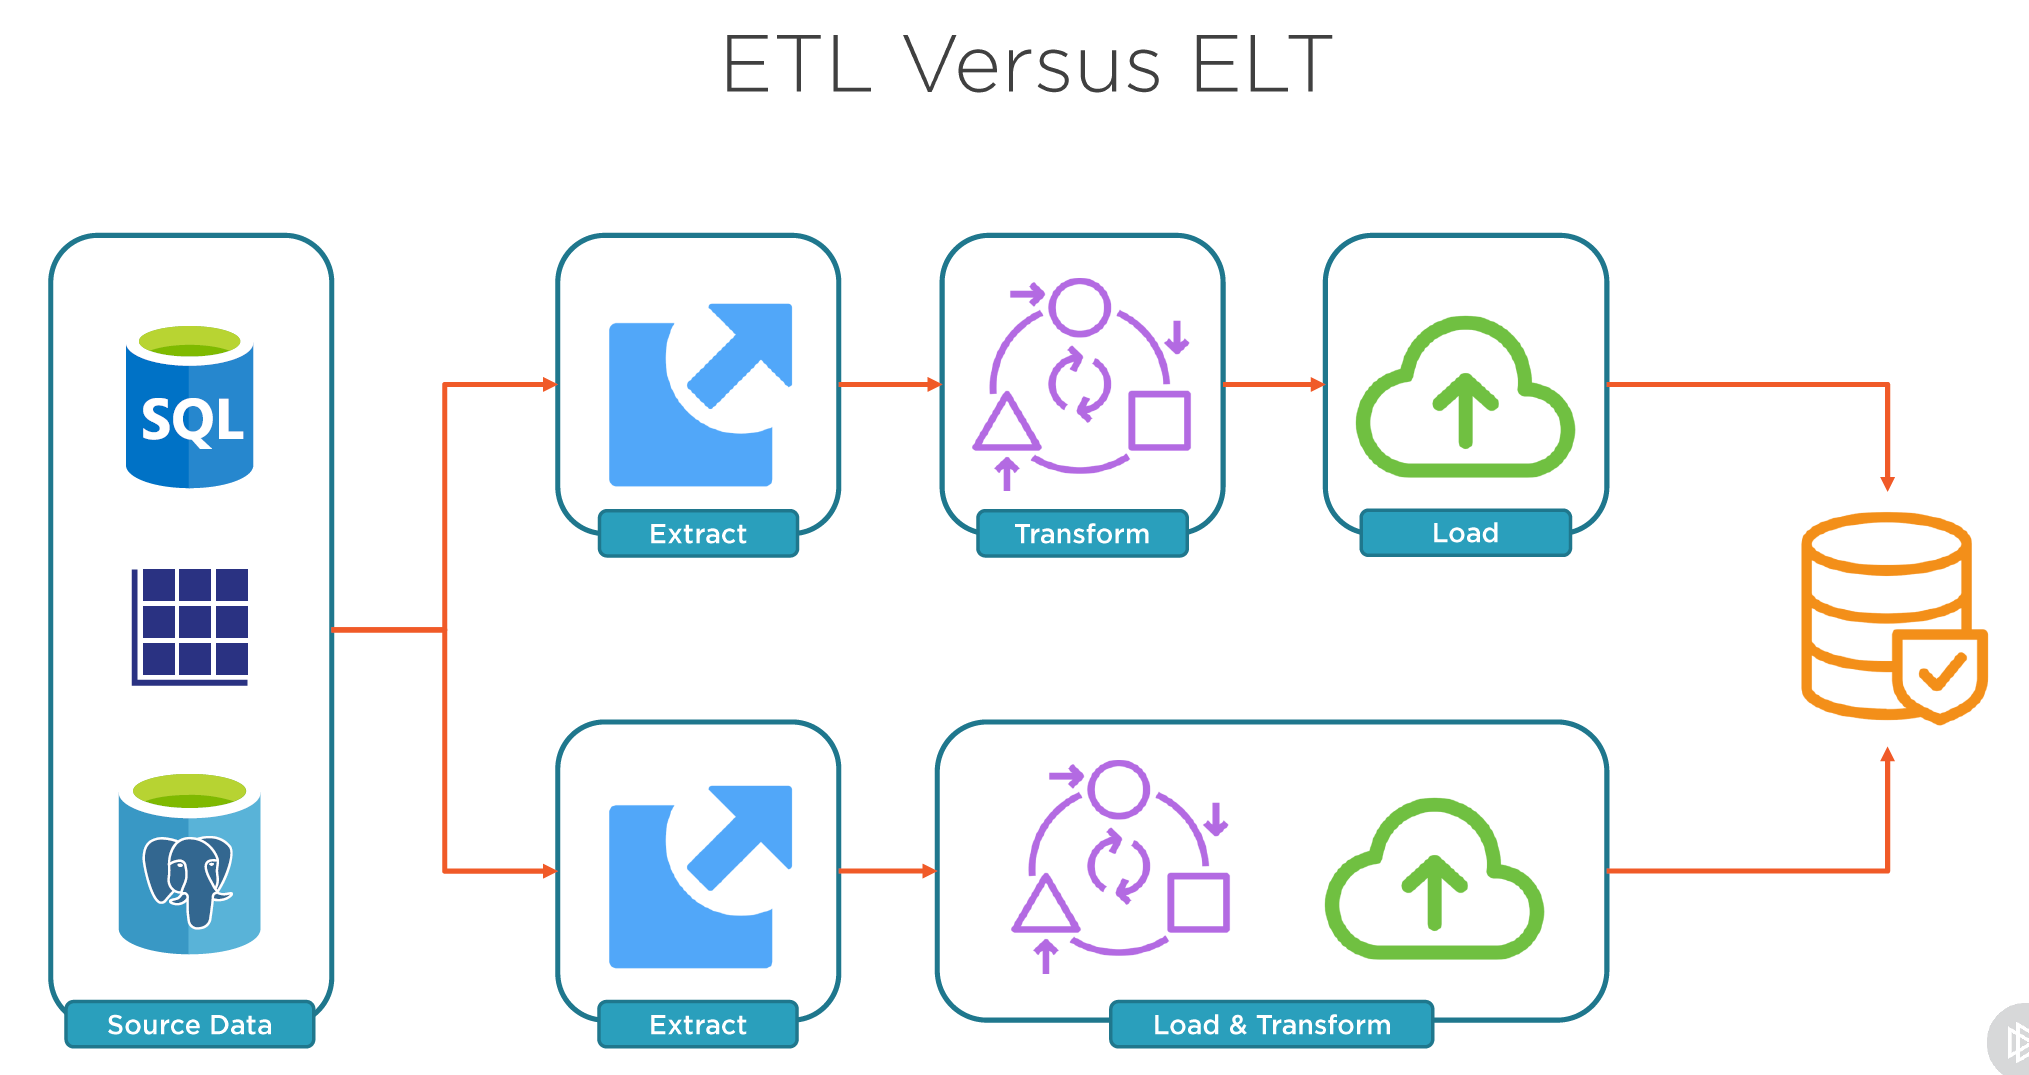 ETL Versus ELT
SQL
Extract
Transform
Load
Source Data
Extract
Load & Transform